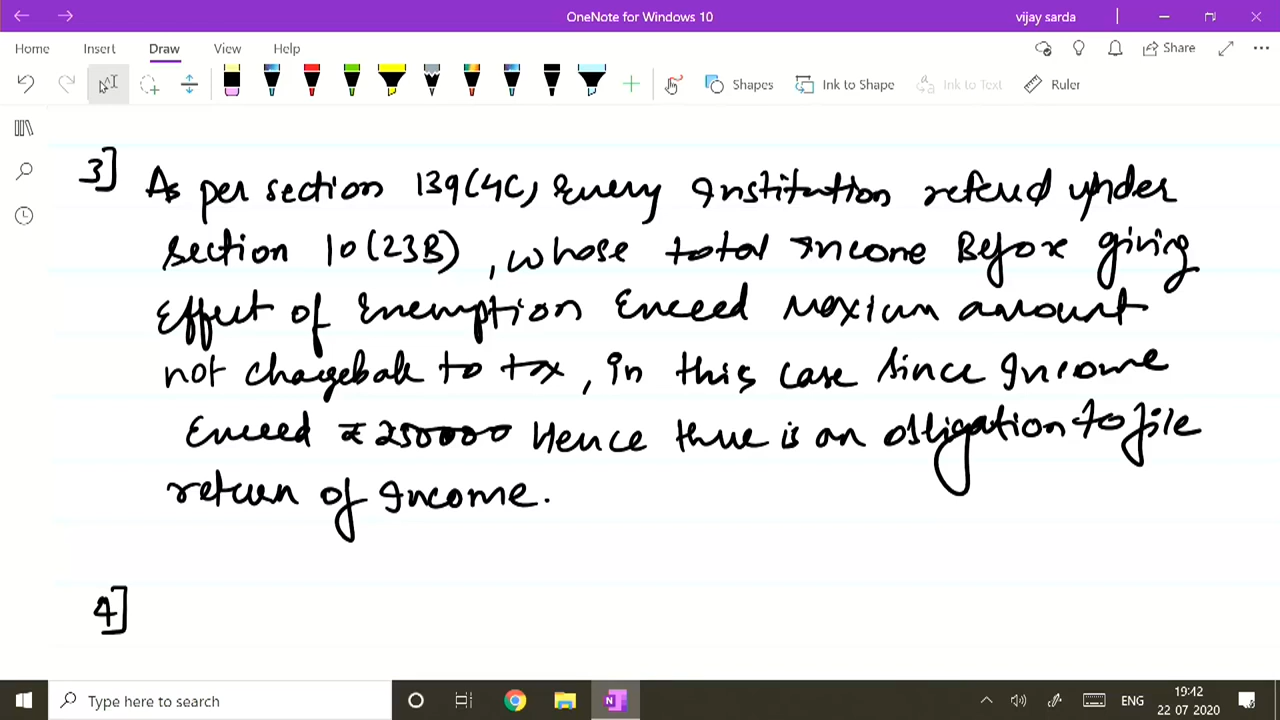 OneNote for Windows 10
vijay sarda
Home Insert Draw View Help
Share
Shapes Ink to Shape Ink to Text Ruler
3] As per section 139(4C) Every Institution referred under
section 10(23B), whose total income Before giving
Effect of Exemption Exceed Maxium amount
not chargebale to tax, in this case since Income
Exceed ₹ 250000 Hence there is an obligation to file
return of Income.
4]
Type here to search
ENG
19:42
22-07-2020